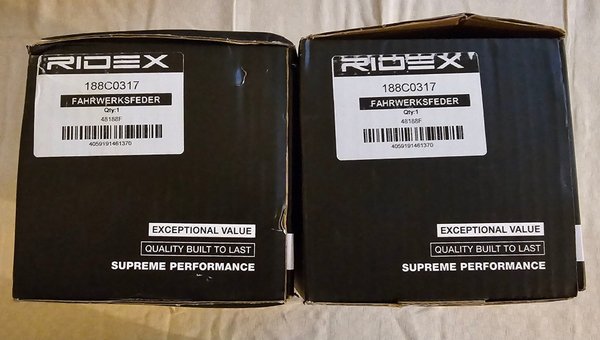 RIDEX
188C0317
FAHRWERKSFEDER
Qty:1
48188F
4059191461370
EXCEPTIONAL VALUE
QUALITY BUILT TO LAST
SUPREME PERFORMANCE
RIDEX
188C0317
FAHRWERKSFEDER
Qty:1
48188F
4059191461370
EXCEPTIONAL VALUE
QUALITY BUILT TO LAST
SUPREME PERFORMANCE